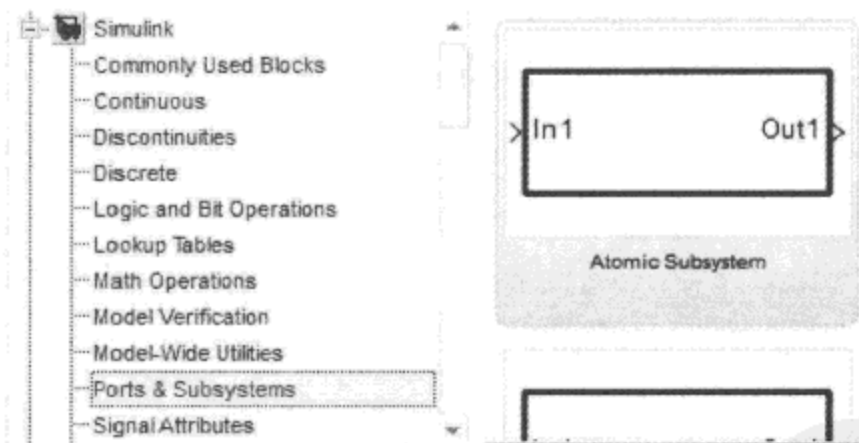 Simulink
Commonly Used Blocks
Continuous
Discontinuities
Discrete
Logic and Bit Operations
Lookup Tables
Math Operations
Model Verification
Model-Wide Utilities
Ports & Subsystems
Signal Attributes
In1 Out1
Atomic Subsystem